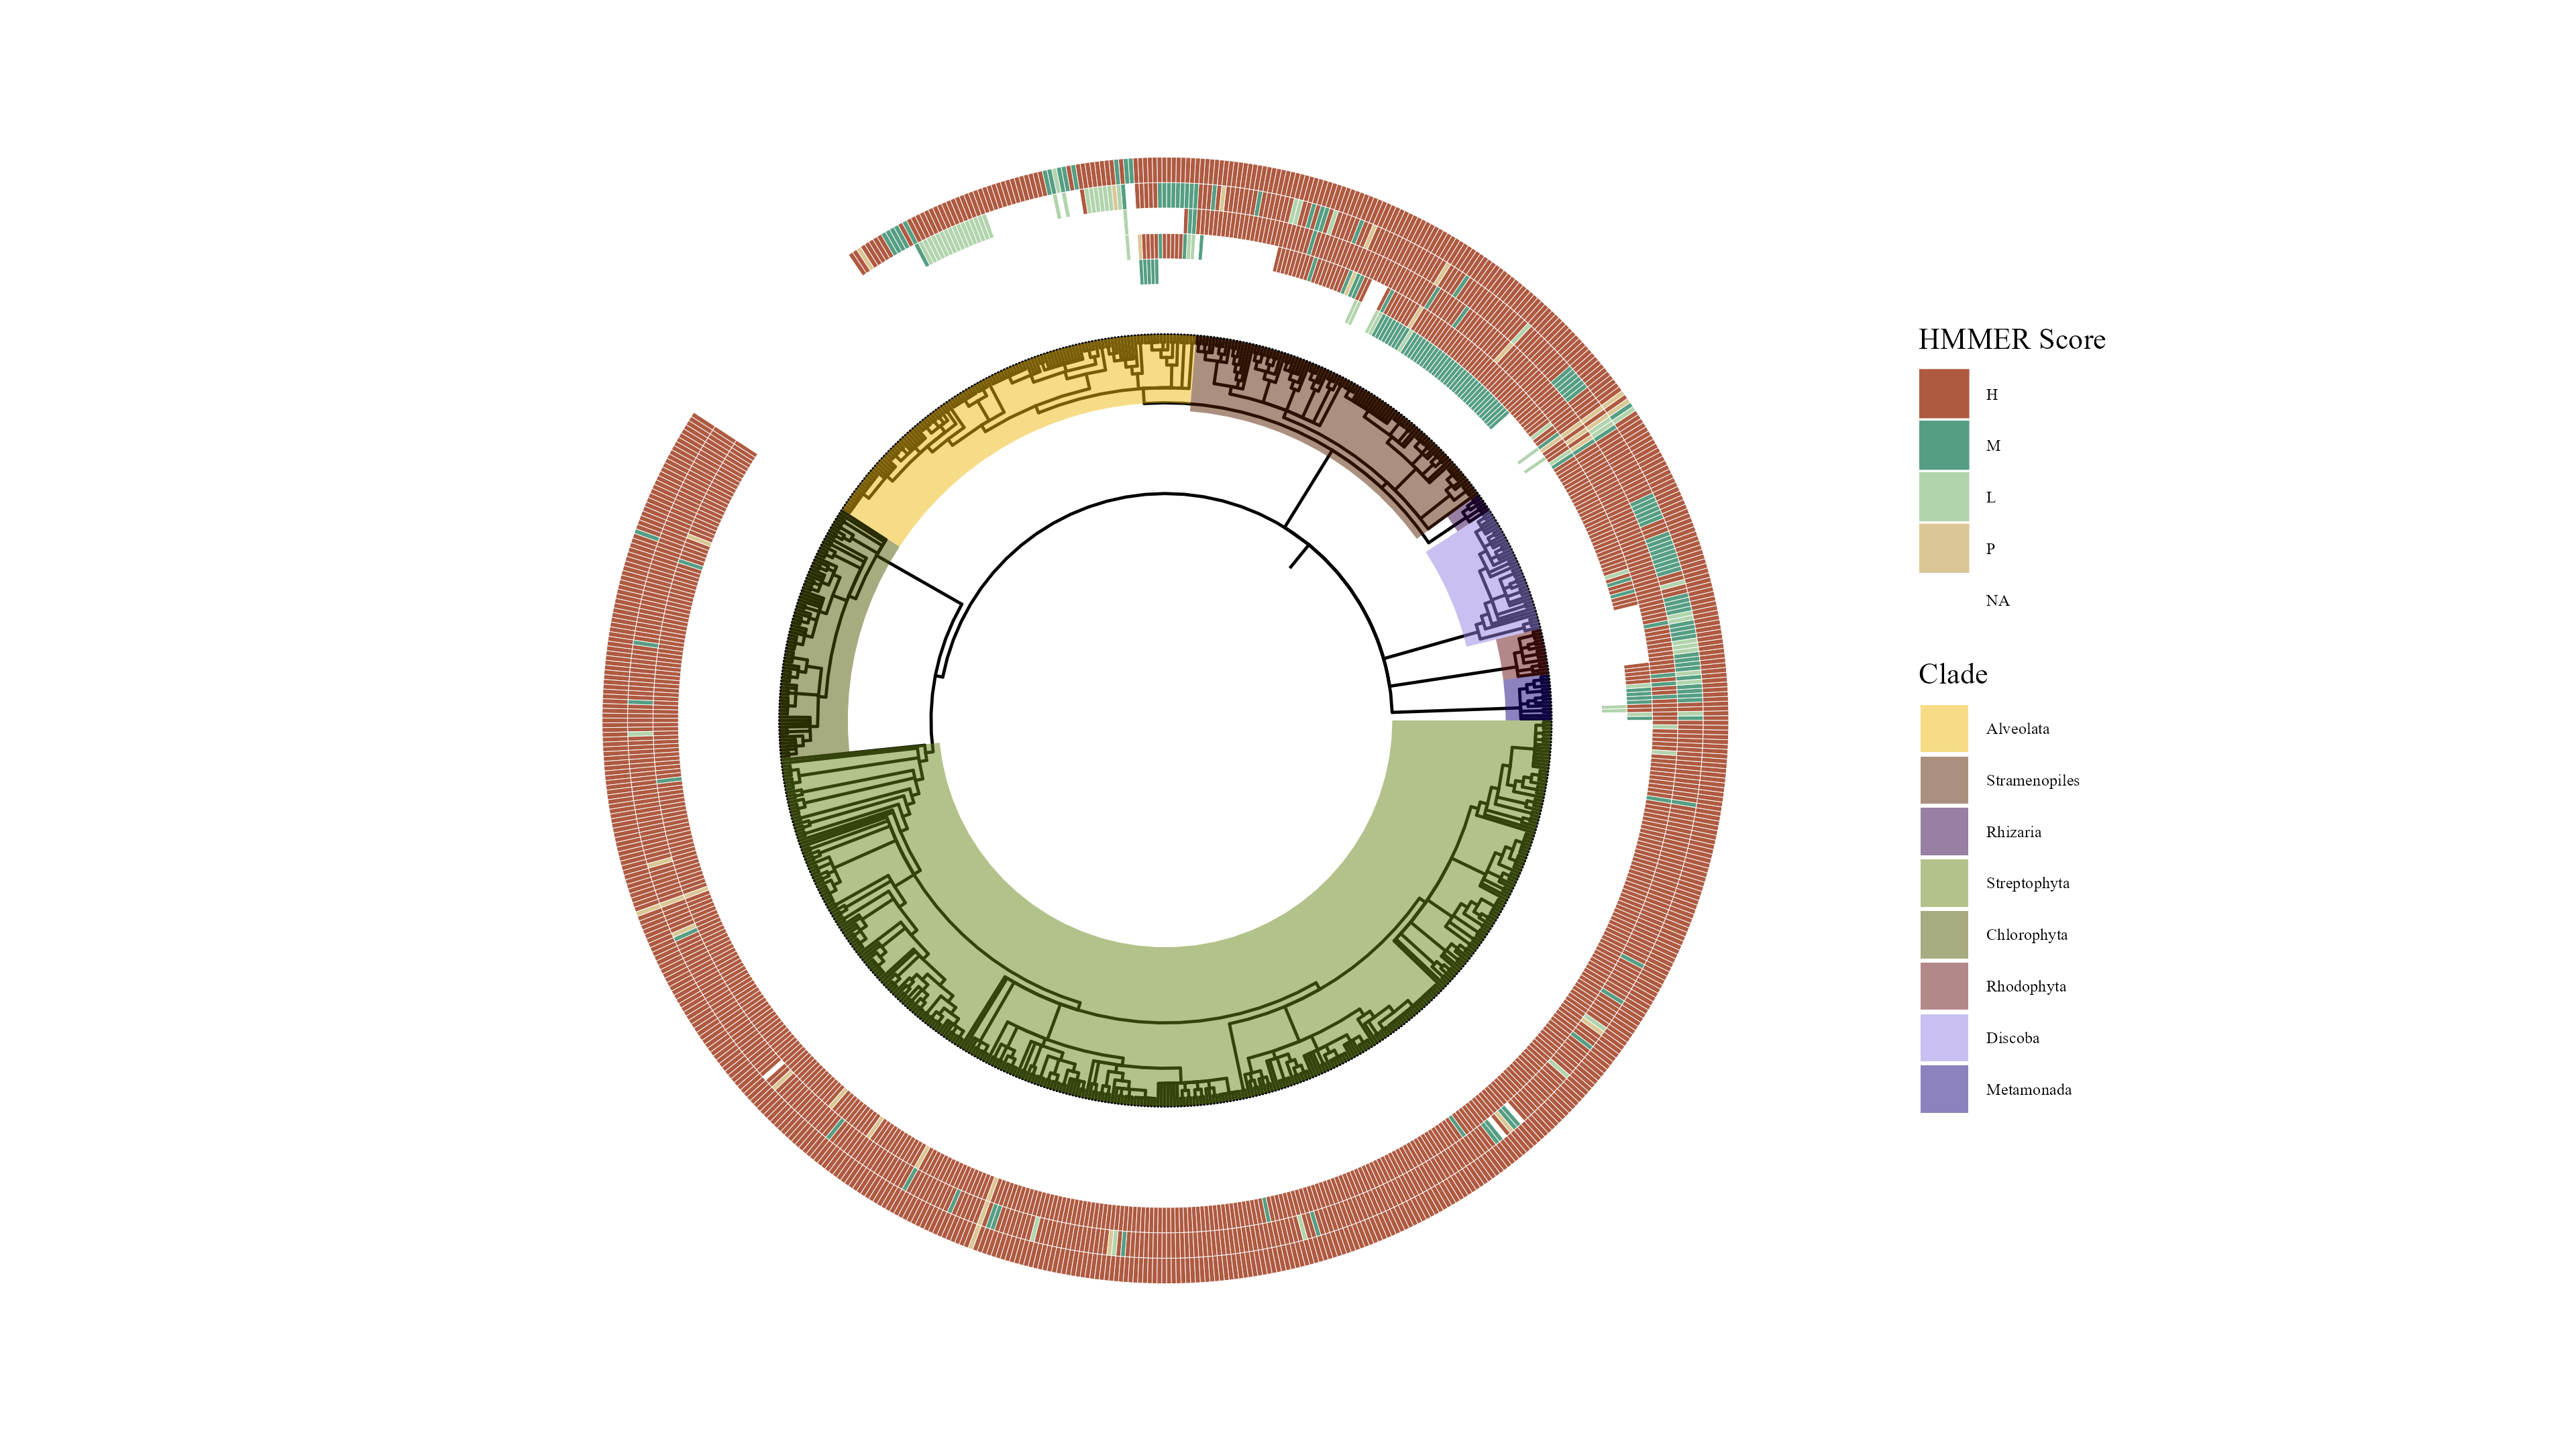 HMMER Score
H
M
L
P
NA
Clade
Alveolata
Stramenopiles
Rhizaria
Streptophyta
Chlorophyta
Rhodophyta
Discoba
Metamonada